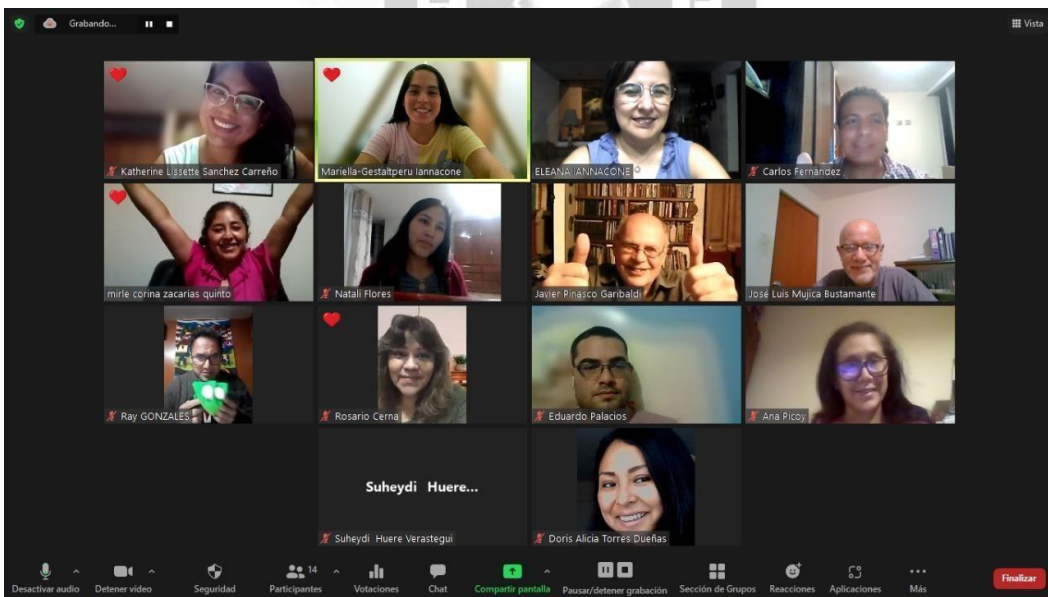 Grabando...
Vista
Katherine Lissette Sanchez Carreño
Mariella-Gestaltperu Iannacone
ELEANA IANNACONE
Carlos Fernandez
mirle corina zacarias quinto
Natali Flores
Javier Pinasco Garibaldi
José Luis Mujica Bustamante
Ray GONZALES
Rosario Cerna
Eduardo Palacios
Ana Picoy
Suheydi Huere...
Suheydi Huere Verastegui
Doris Alicia Torres Dueñas
14
Desactivar audio
Detener video
Seguridad
Participantes
Votaciones
Chat
Compartir pantalla
Pausar/detener grabación
Sección de Grupos
Reacciones
Aplicaciones
Más
Finalizar